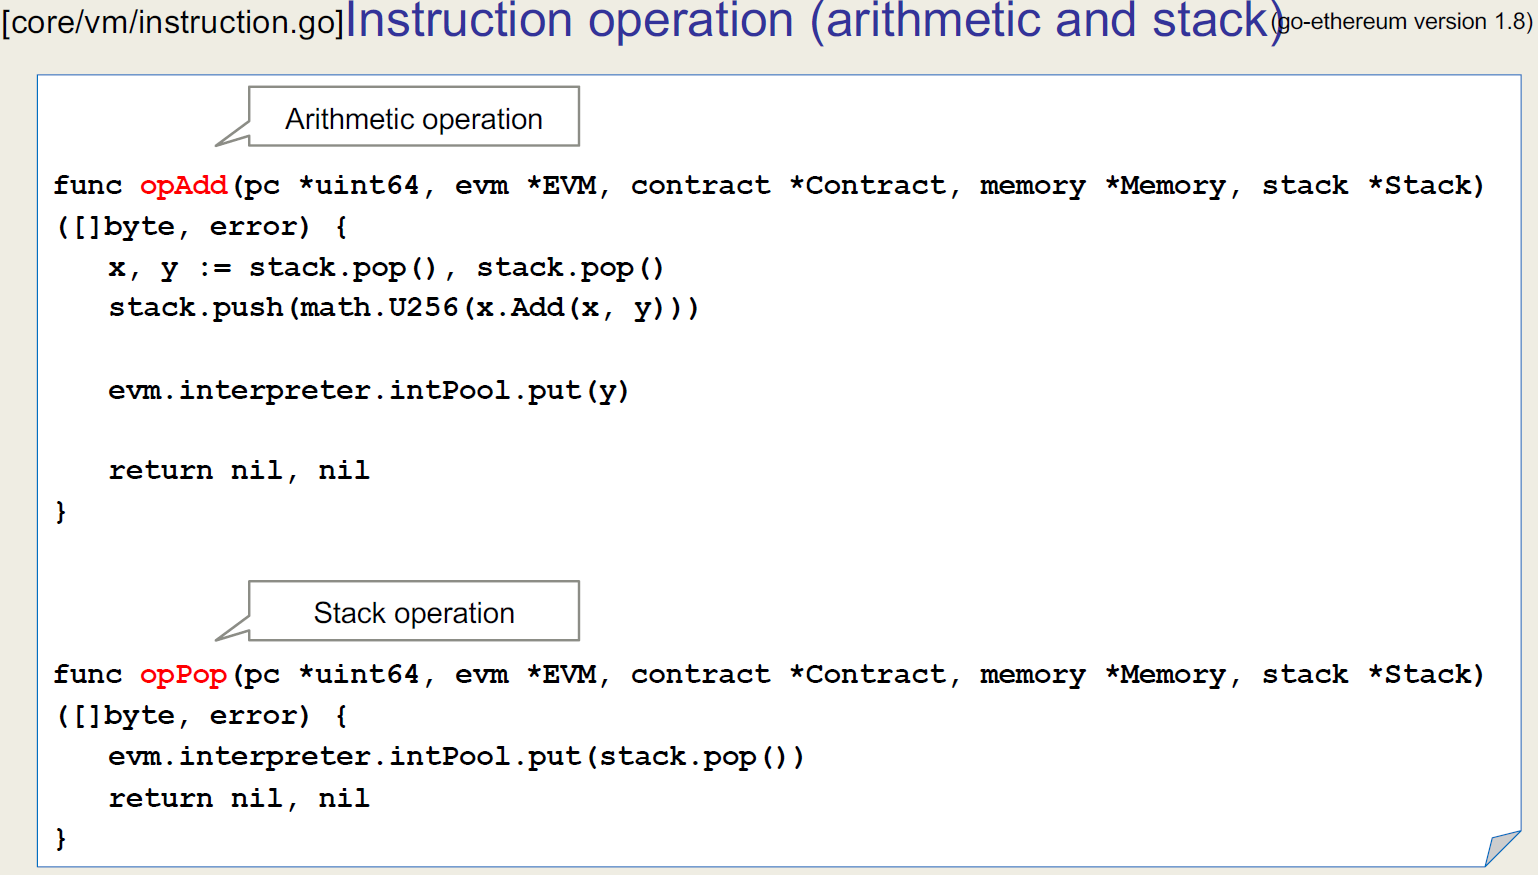 [core/vm/instruction.go] Instruction operation (arithmetic and stack) (go-ethereum version 1.8)
Arithmetic operation
func opAdd(pc *uint64, evm *EVM, contract *Contract, memory *Memory, stack *Stack)
([]byte, error) {
x, y := stack.pop(), stack.pop()
stack.push(math.U256(x.Add(x, y)))
evm.interpreter.intPool.put(y)
return nil, nil
}
Stack operation
func opPop(pc *uint64, evm *EVM, contract *Contract, memory *Memory, stack *Stack)
([]byte, error) {
evm.interpreter.intPool.put(stack.pop())
return nil, nil
}